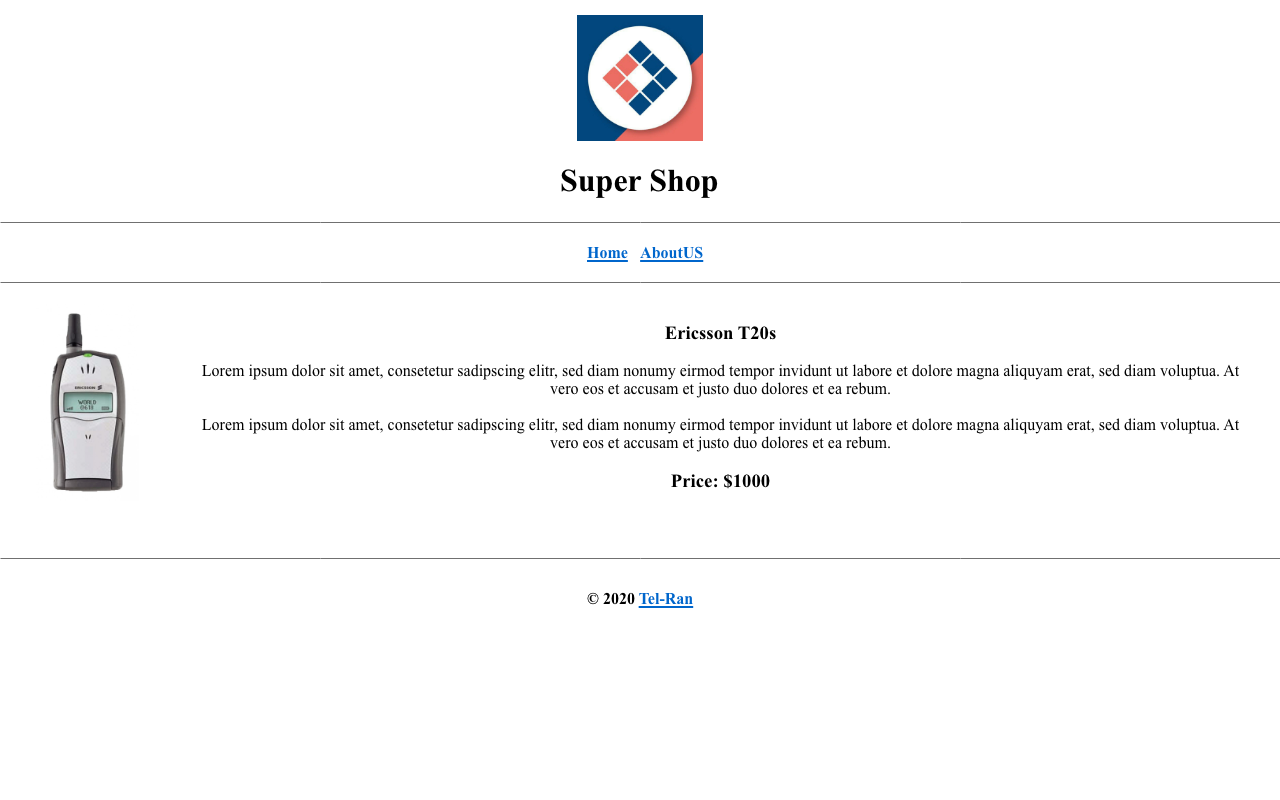 Super Shop
Home AboutUS
Ericsson T20s
Lorem ipsum dolor sit amet, consetetur sadipscing elitr, sed diam nonumy eirmod tempor invidunt ut labore et dolore magna aliquyam erat, sed diam voluptua. At
vero eos et accusam et justo duo dolores et ea rebum.
Lorem ipsum dolor sit amet, consetetur sadipscing elitr, sed diam nonumy eirmod tempor invidunt ut labore et dolore magna aliquyam erat, sed diam voluptua. At
vero eos et accusam et justo duo dolores et ea rebum.
Price: $1000
ERICSSON
WORLD
© 2020 Tel-Ran